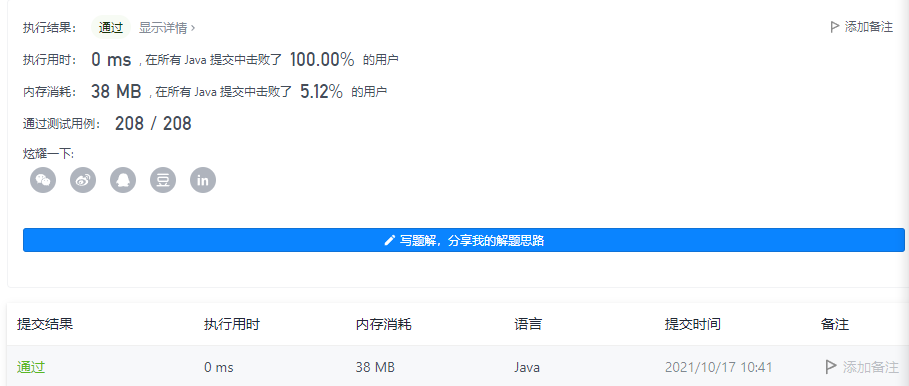 执行结果： 通过 显示详情 › 添加备注
执行用时： 0 ms , 在所有 Java 提交中击败了 100.00% 的用户
内存消耗： 38 MB , 在所有 Java 提交中击败了 5.12% 的用户
通过测试用例： 208 / 208
炫耀一下:
豆 in
写题解，分享我的解题思路
提交结果 执行用时 内存消耗 语言 提交时间 备注
通过 0 ms 38 MB Java 2021/10/17 10:41 添加备注